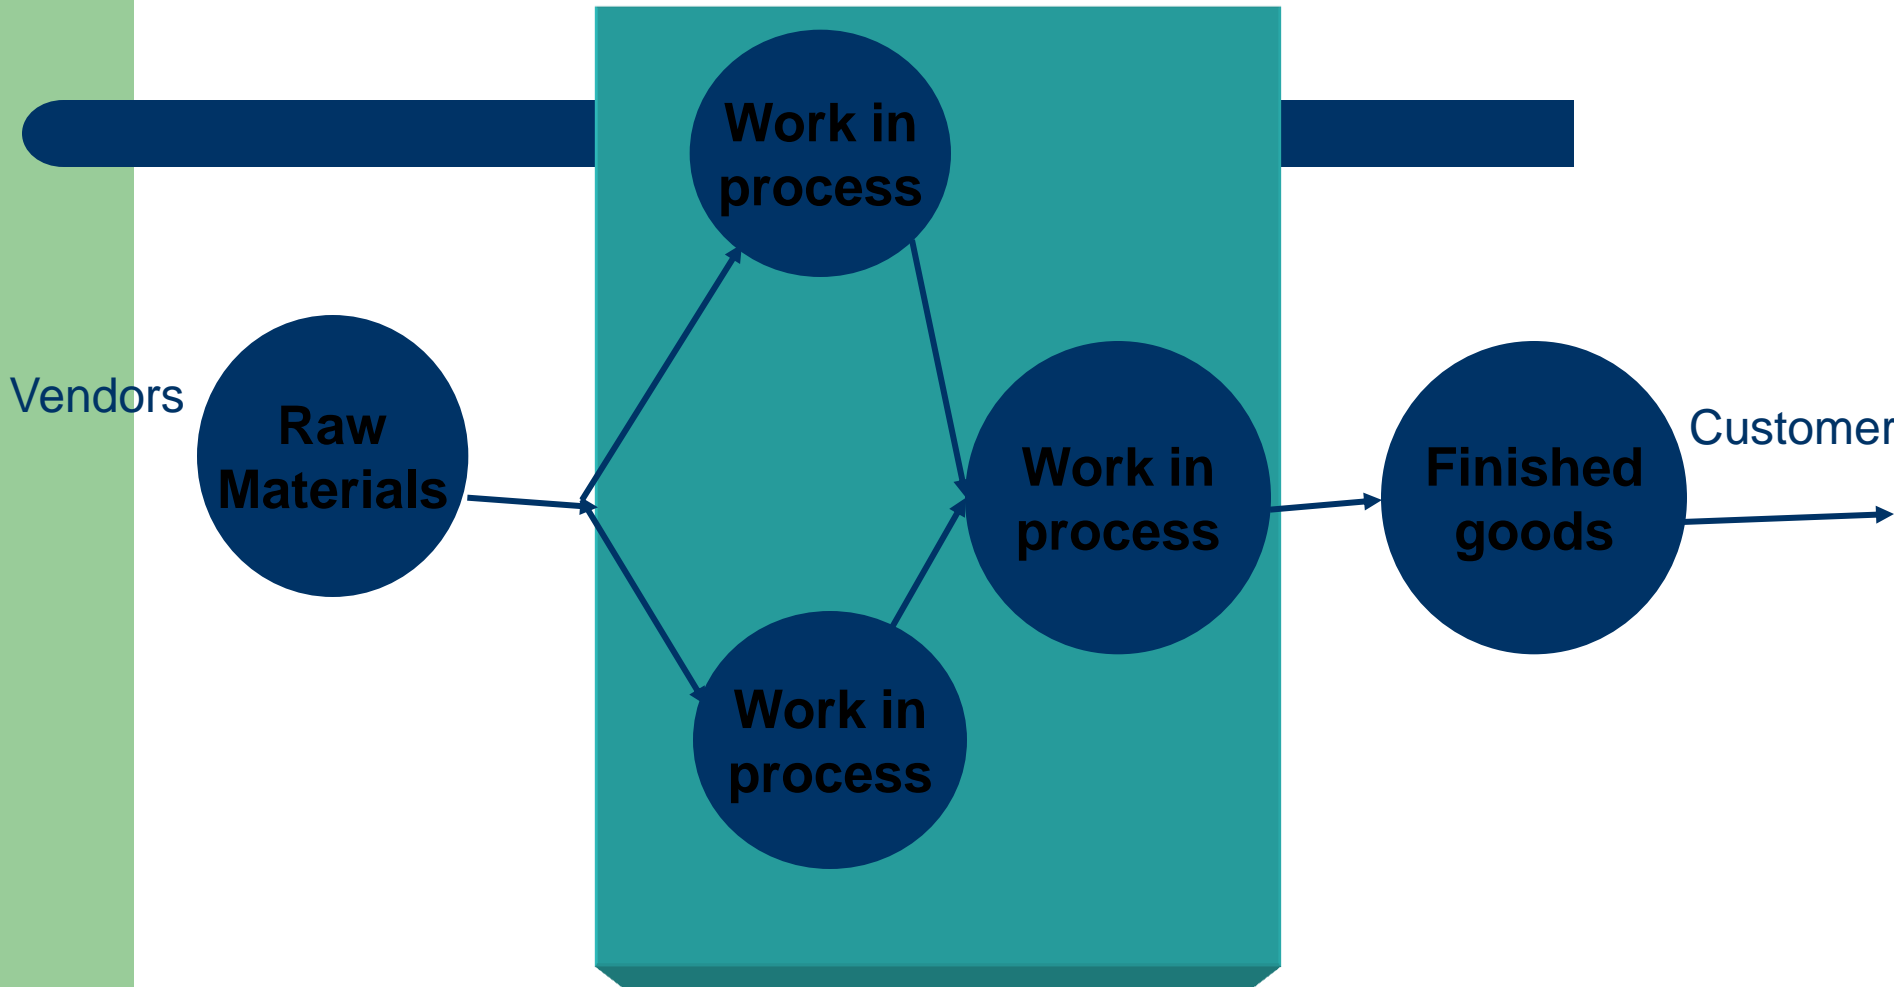 Work in
process
Vendors
Raw
Materials
Work in
process
Customer
Finished
goods
Work in
process